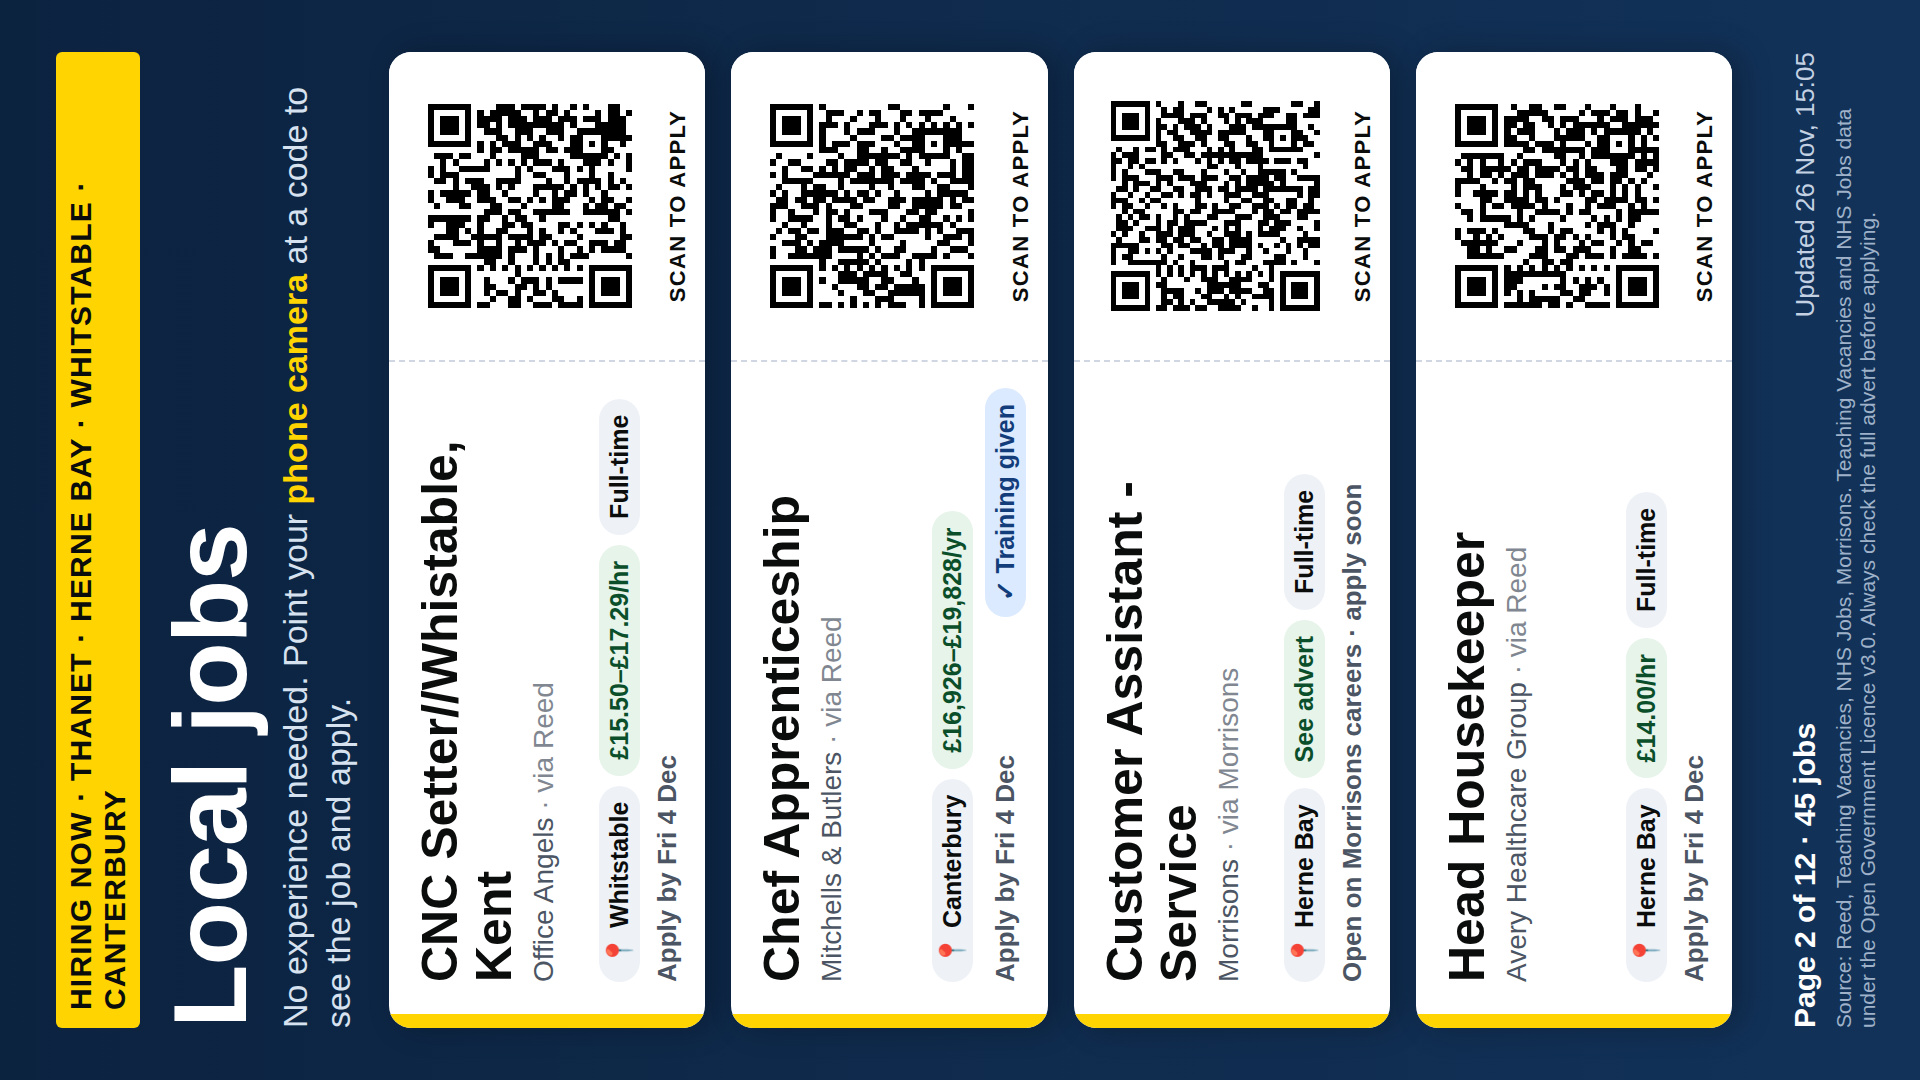 HIRING NOW · THANET · HERNE BAY · WHITSTABLE ·
CANTERBURY
Local jobs
No experience needed. Point your phone camera at a code to
see the job and apply.
CNC Setter//Whistable,
Kent
Office Angels · via Reed
Whitstable £15.50–£17.29/hr Full-time
Apply by Fri 4 Dec
SCAN TO APPLY
Chef Apprenticeship
Mitchells & Butlers · via Reed
Canterbury £16,926–£19,828/yr
✓ Training given
Apply by Fri 4 Dec
SCAN TO APPLY
Customer Assistant -
Service
Morrisons · via Morrisons
Herne Bay See advert Full-time
Open on Morrisons careers · apply soon
SCAN TO APPLY
Head Housekeeper
Avery Healthcare Group · via Reed
Herne Bay £14.00/hr Full-time
Apply by Fri 4 Dec
SCAN TO APPLY
Page 2 of 12 · 45 jobs
Updated 26 Nov, 15:05
Source: Reed, Teaching Vacancies, NHS Jobs, Morrisons. Teaching Vacancies and NHS Jobs data
under the Open Government Licence v3.0. Always check the full advert before applying.